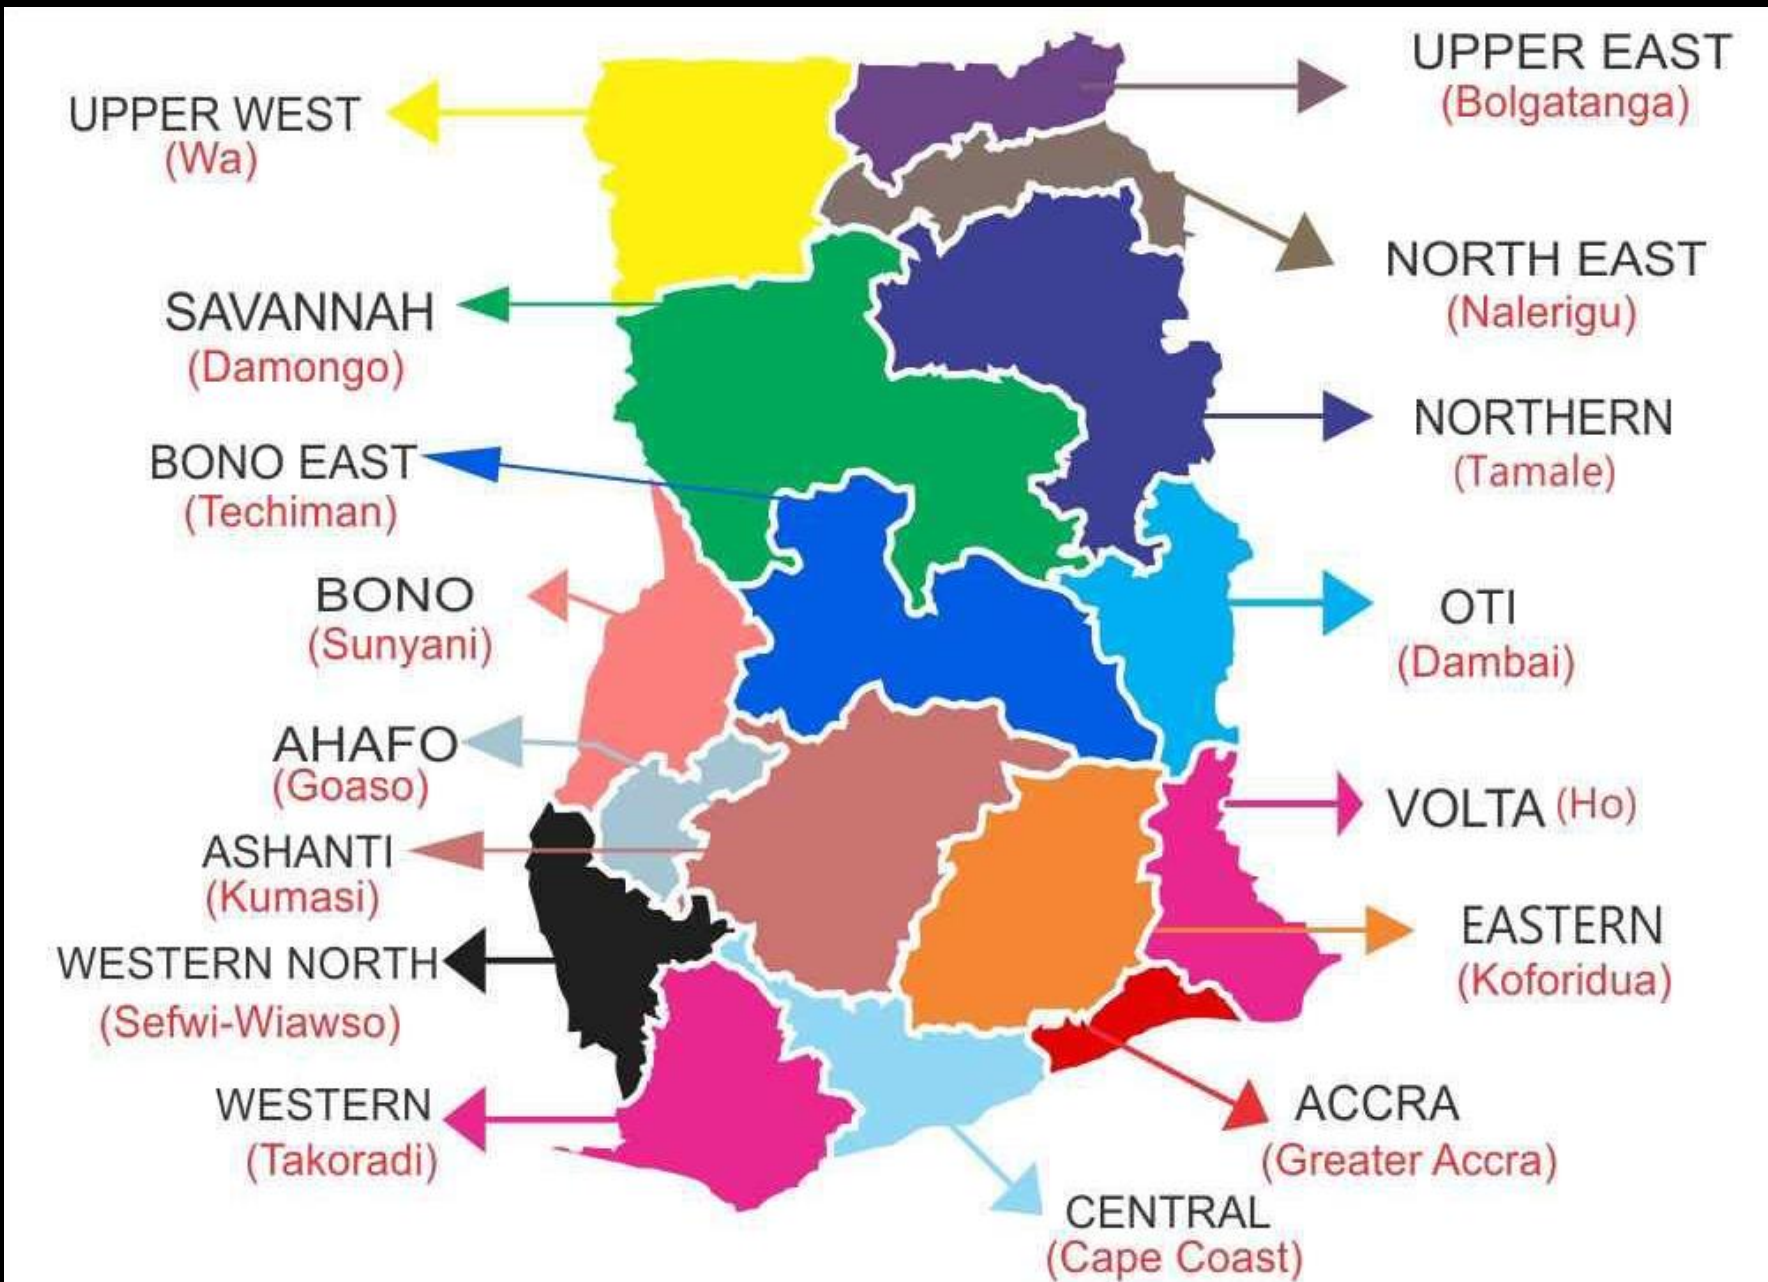 UPPER WEST
(Wa)
SAVANNAH
(Damongo)
BONO EAST
(Techiman)
BONO
(Sunyani)
AHAFO
(Goaso)
ASHANTI
(Kumasi)
WESTERN NORTH
(Sefwi-Wiawso)
WESTERN
(Takoradi)
UPPER EAST
(Bolgatanga)
NORTH EAST
(Nalerigu)
NORTHERN
(Tamale)
OTI
(Dambai)
VOLTA (Ho)
EASTERN
(Koforidua)
ACCRA
(Greater Accra)
CENTRAL
(Cape Coast)